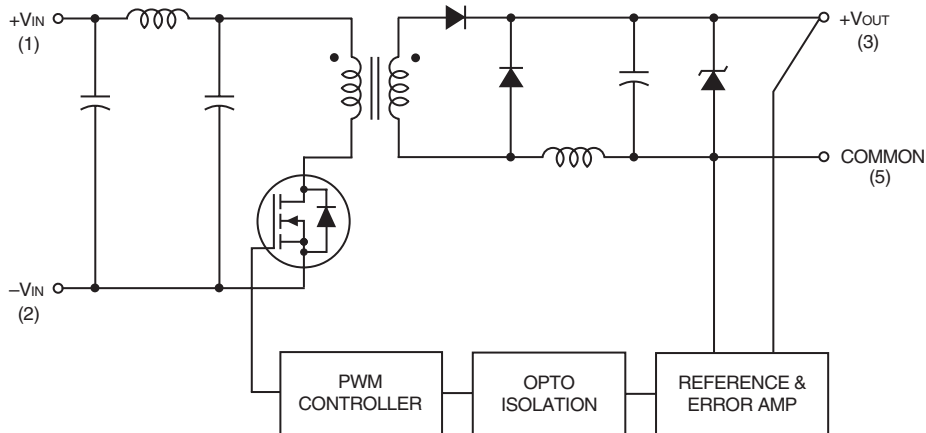 +VIN
(1)
+VOUT
(3)
COMMON
(5)
–VIN
(2)
PWM
CONTROLLER
OPTO
ISOLATION
REFERENCE &
ERROR AMP